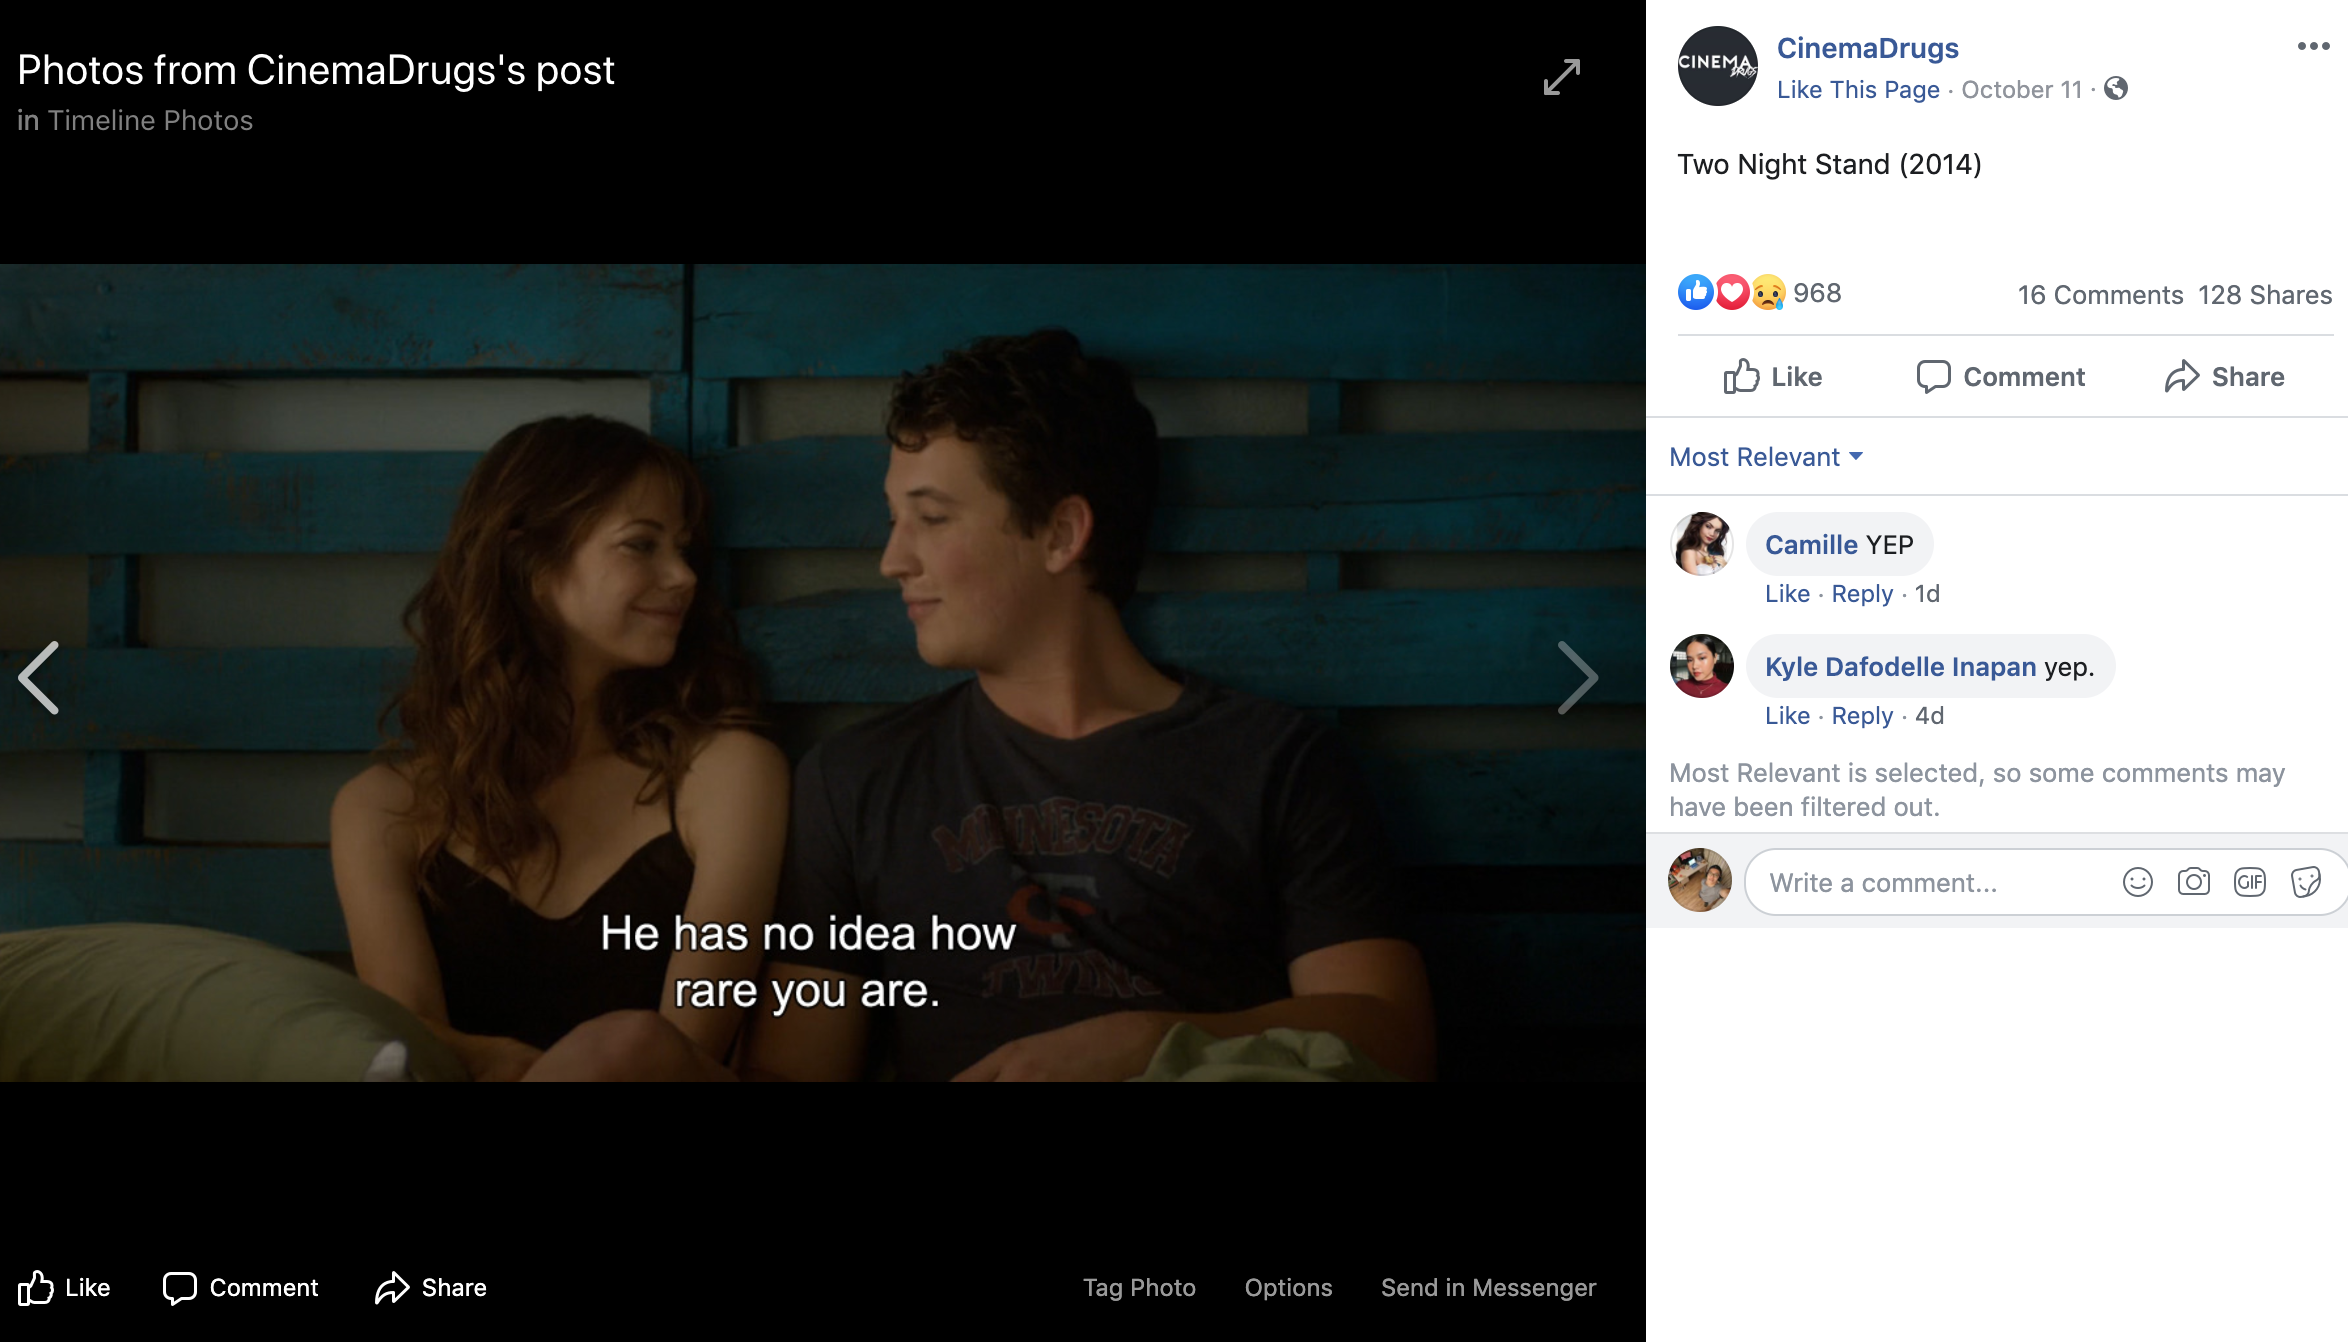 Photos from CinemaDrugs's post
in Timeline Photos
MINNESOTA
TWINS
He has no idea how
rare you are.
Like
Comment
Share
Tag Photo
Options
Send in Messenger
CINEMA
DRUGS
CinemaDrugs
Like This Page · October 11 ·
Two Night Stand (2014)
968
16 Comments 128 Shares
Like
Comment
Share
Most Relevant
Camille YEP
Like · Reply · 1d
Kyle Dafodelle Inapan yep.
Like · Reply · 4d
Most Relevant is selected, so some comments may
have been filtered out.
Write a comment...
GIF